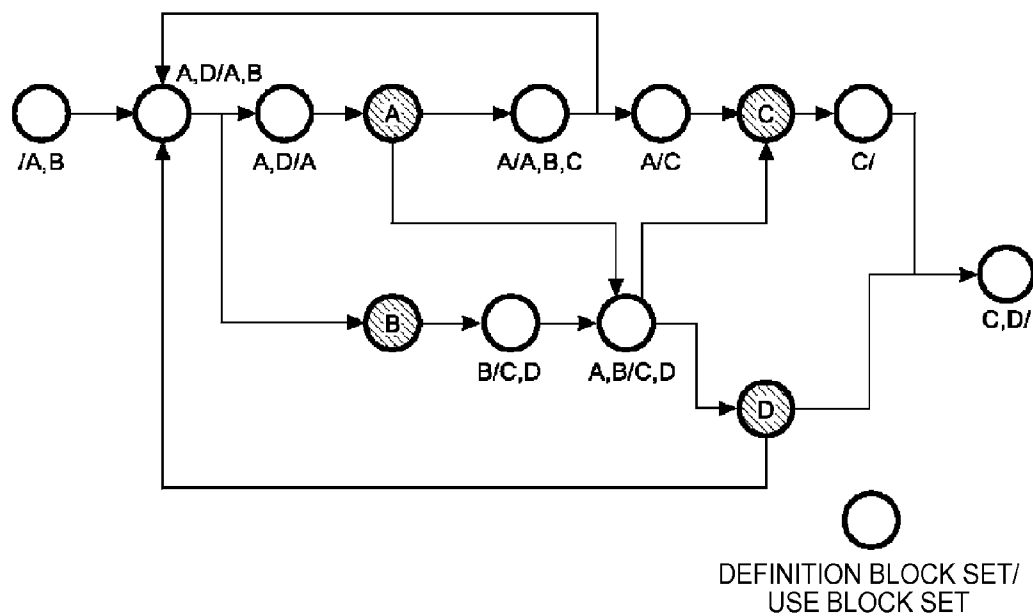 A,D/A,B
A
C
/A,B
A,D/A
A/A,B,C
A/C
C/
B
C,D/
B/C,D
A,B/C,D
D
DEFINITION BLOCK SET/
USE BLOCK SET